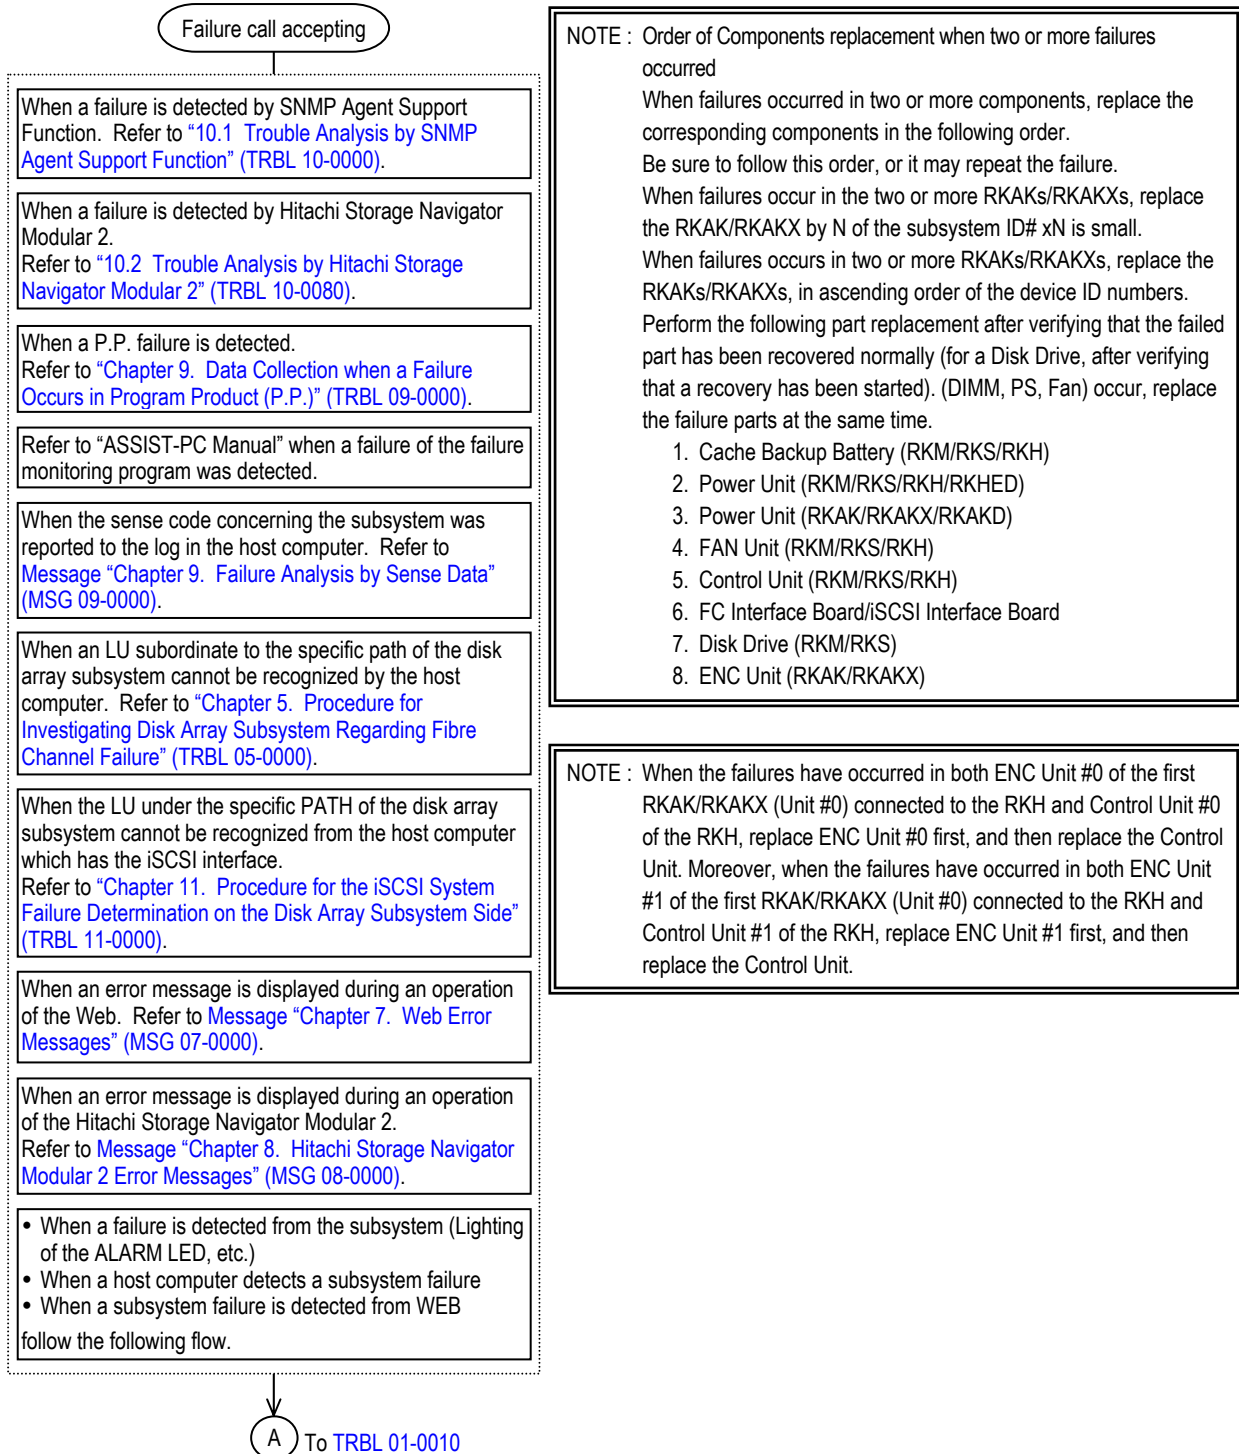 Failure call accepting
When a failure is detected by SNMP Agent Support
Function. Refer to “10.1 Trouble Analysis by SNMP
Agent Support Function” (TRBL 10-0000).
When a failure is detected by Hitachi Storage Navigator
Modular 2.
Refer to “10.2 Trouble Analysis by Hitachi Storage
Navigator Modular 2” (TRBL 10-0080).
When a P.P. failure is detected.
Refer to “Chapter 9. Data Collection when a Failure
Occurs in Program Product (P.P.)” (TRBL 09-0000).
Refer to “ASSIST-PC Manual” when a failure of the failure
monitoring program was detected.
When the sense code concerning the subsystem was
reported to the log in the host computer. Refer to
Message “Chapter 9. Failure Analysis by Sense Data”
(MSG 09-0000).
When an LU subordinate to the specific path of the disk
array subsystem cannot be recognized by the host
computer. Refer to “Chapter 5. Procedure for
Investigating Disk Array Subsystem Regarding Fibre
Channel Failure” (TRBL 05-0000).
When the LU under the specific PATH of the disk array
subsystem cannot be recognized from the host computer
which has the iSCSI interface.
Refer to “Chapter 11. Procedure for the iSCSI System
Failure Determination on the Disk Array Subsystem Side”
(TRBL 11-0000).
When an error message is displayed during an operation
of the Web. Refer to Message “Chapter 7. Web Error
Messages” (MSG 07-0000).
When an error message is displayed during an operation
of the Hitachi Storage Navigator Modular 2.
Refer to Message “Chapter 8. Hitachi Storage Navigator
Modular 2 Error Messages” (MSG 08-0000).
• When a failure is detected from the subsystem (Lighting
of the ALARM LED, etc.)
• When a host computer detects a subsystem failure
• When a subsystem failure is detected from WEB
follow the following flow.
A To TRBL 01-0010
NOTE : Order of Components replacement when two or more failures
occurred
When failures occurred in two or more components, replace the
corresponding components in the following order.
Be sure to follow this order, or it may repeat the failure.
When failures occur in the two or more RKAKs/RKAKXs, replace
the RKAK/RKAKX by N of the subsystem ID# xN is small.
When failures occurs in two or more RKAKs/RKAKXs, replace the
RKAKs/RKAKXs, in ascending order of the device ID numbers.
Perform the following part replacement after verifying that the failed
part has been recovered normally (for a Disk Drive, after verifying
that a recovery has been started). (DIMM, PS, Fan) occur, replace
the failure parts at the same time.
1. Cache Backup Battery (RKM/RKS/RKH)
2. Power Unit (RKM/RKS/RKH/RKHED)
3. Power Unit (RKAK/RKAKX/RKAKD)
4. FAN Unit (RKM/RKS/RKH)
5. Control Unit (RKM/RKS/RKH)
6. FC Interface Board/iSCSI Interface Board
7. Disk Drive (RKM/RKS)
8. ENC Unit (RKAK/RKAKX)
NOTE : When the failures have occurred in both ENC Unit #0 of the first
RKAK/RKAKX (Unit #0) connected to the RKH and Control Unit #0
of the RKH, replace ENC Unit #0 first, and then replace the Control
Unit. Moreover, when the failures have occurred in both ENC Unit
#1 of the first RKAK/RKAKX (Unit #0) connected to the RKH and
Control Unit #1 of the RKH, replace ENC Unit #1 first, and then
replace the Control Unit.